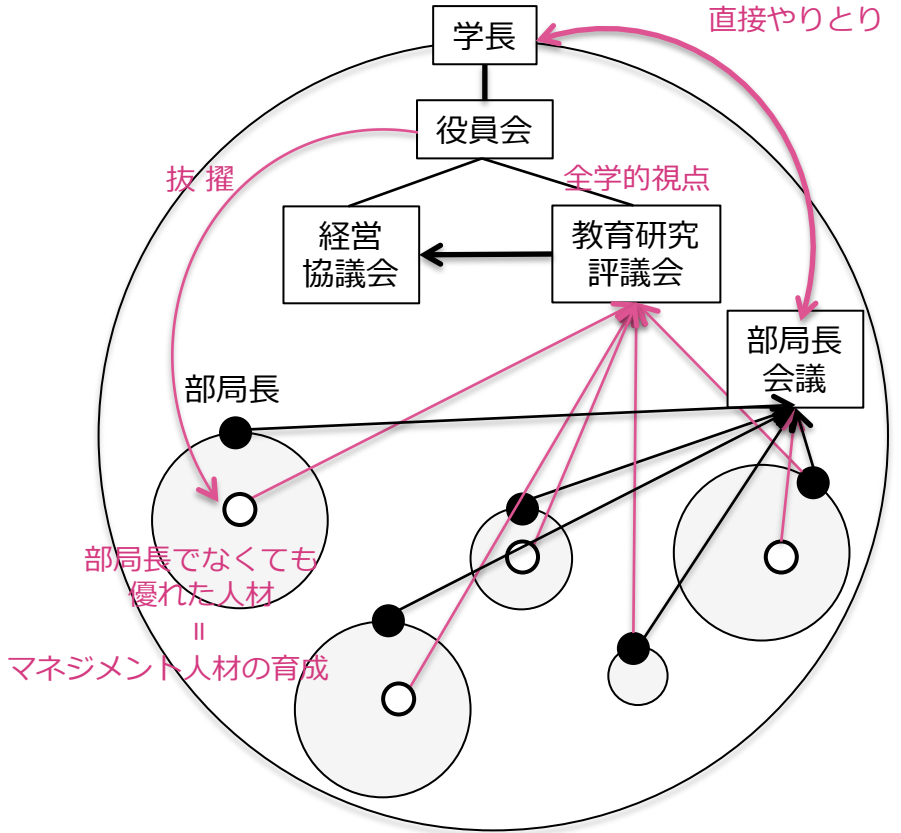 直接やりとり
学長
役員会
抜 擢
全学的視点
経営
協議会
教育研究
評議会
部局長
会議
部局長
部局長でなくても
優れた人材
॥
マネジメント人材の育成